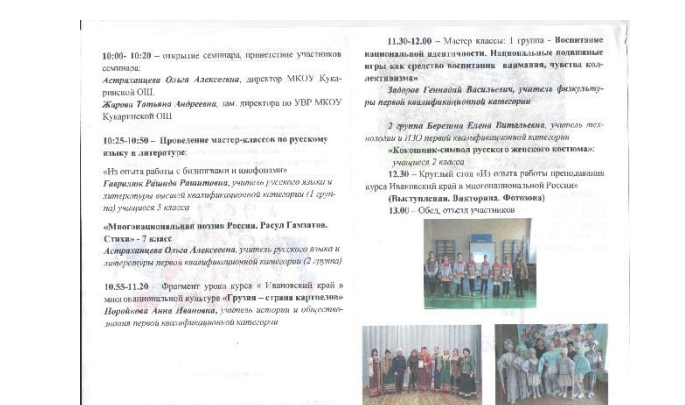 10:00- 10:20 – открытие семинара, приветствие участников
семинара:
Астраханцева Ольга Алексеевна, директор МКОУ Кука-
ринской ОШ.
Жарова Татьяна Андреевна, зам. директора по УВР МКОУ
Кукаринской ОШ
10:25-10:50 – Проведение мастер-классов по русскому
языку и литературе:
«Из опыта работы с билингвами и инофонами»
Гаврилюк Рашида Рашитовна, учитель русского языка и
литературы высшей квалификационной категории (1 груп-
па) учащиеся 5 класса
«Многонациональная поэзия России. Расул Гамзатов.
Стихи» - 7 класс
Астраханцева Ольга Алексеевна, учитель русского языка и
литературы первой квалификационной категории (2 группа)
10.55-11.20 – Фрагмент урока курса « Ивановский край в
многонациональной культуре «Грузия – страна картвелов»
Поройкова Анна Ивановна, учитель истории и общество-
знания первой квалификационной категории
11.30-12.00 – Мастер классы: 1 группа - Воспитание
национальной идентичности. Национальные подвижные
игры как средство воспитания внимания, чувства кол-
лективизма»
Задоров Геннадий Васильевич, учитель физкульту-
ры первой квалификационной категории
2 группа Березина Елена Витальевна, учитель тех-
нологии и ИЗО первой квалификационной категории
«Кокошник-символ русского женского костюма»:
учащиеся 2 класса
12.30 – Круглый стол «Из опыта работы преподавания
курса Ивановский край в многонациональной России»
(Выступления. Викторина. Фотозона)
13.00 – Обед, отъезд участников